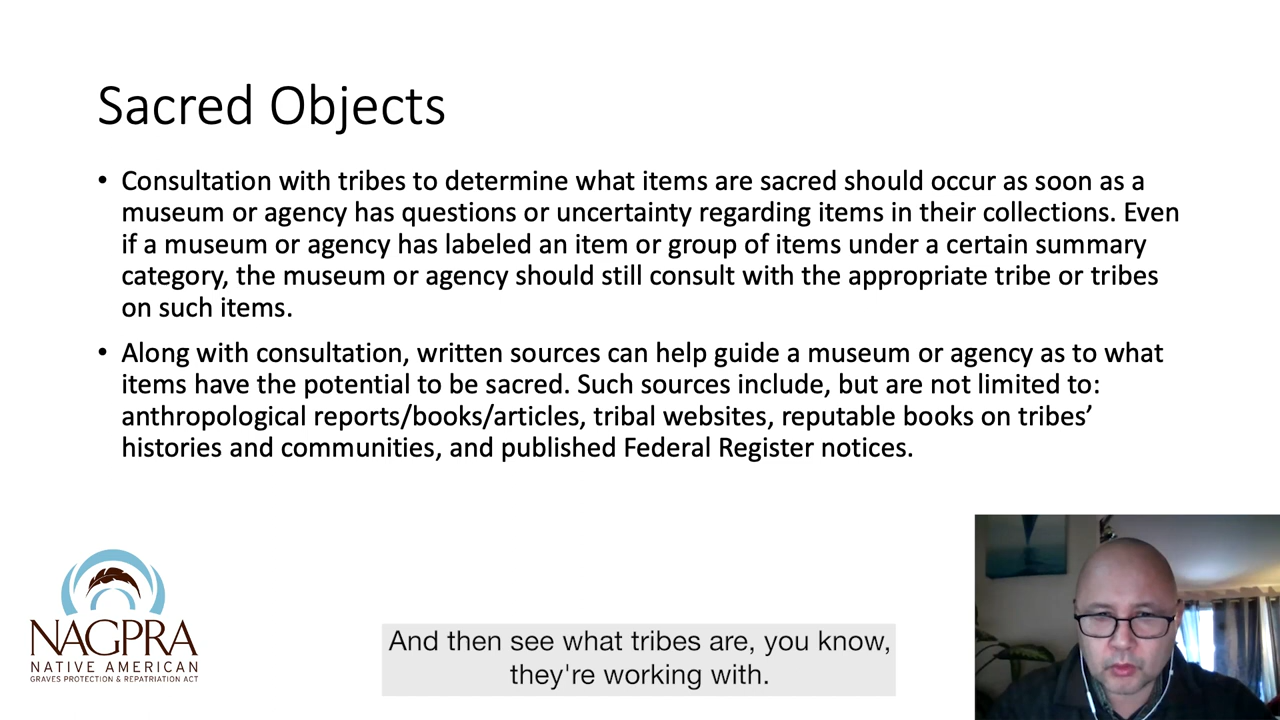 Sacred Objects
• Consultation with tribes to determine what items are sacred should occur as soon as a
museum or agency has questions or uncertainty regarding items in their collections. Even
if a museum or agency has labeled an item or group of items under a certain summary
category, the museum or agency should still consult with the appropriate tribe or tribes
on such items.
• Along with consultation, written sources can help guide a museum or agency as to what
items have the potential to be sacred. Such sources include, but are not limited to:
anthropological reports/books/articles, tribal websites, reputable books on tribes’
histories and communities, and published Federal Register notices.
NAGPRA
NATIVE AMERICAN
GRAVES PROTECTION & REPATRIATION ACT
And then see what tribes are, you know,
they're working with.